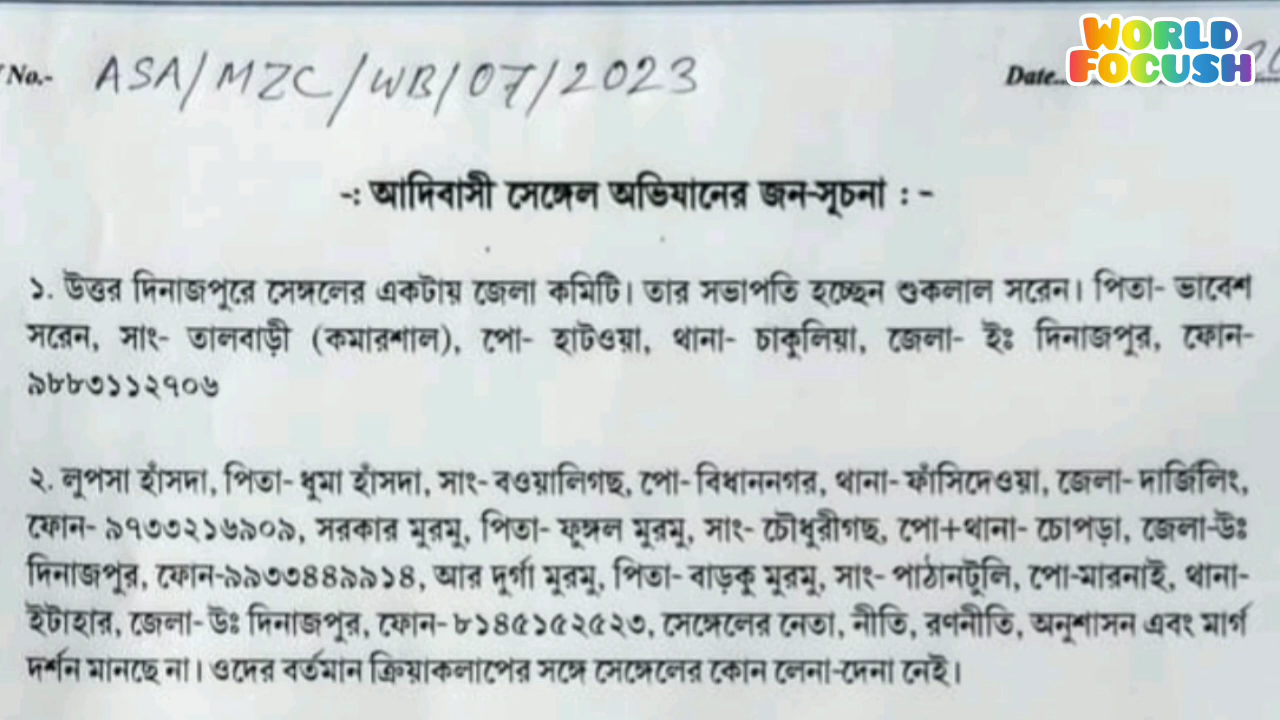 No.- ASA/MZC/WB/07/2023
WORLD
FOCUSH
Date...
-: আদিবাসী সেঙ্গেল অভিযানের জন-সূচনা : -
১. উত্তর দিনাজপুরে সেঙ্গলের একটায় জেলা কমিটি। তার সভাপতি হচ্ছেন শুকলাল সরেন। পিতা- ভাবেশ
সরেন, সাং- তালবাড়ী (কমারশাল), পো- হাটওয়া, থানা- চাকুলিয়া, জেলা- ইঃ দিনাজপুর, ফোন-
৯৮৮৩১১২৭০৬
২. লূপসা হাঁসদা, পিতা- ধুমা হাঁসদা, সাং- বওয়ালিগছ, পো- বিধাননগর, থানা- ফাঁসিদেওয়া, জেলা- দার্জিলিং,
ফোন- ৯৭৩৩২১৬৯০৯, সরকার মুরমু, পিতা- ফুঙ্গল মুরমু, সাং- চৌধুরীগছ, পো+থানা- চোপড়া, জেলা-উঃ
দিনাজপুর, ফোন-৯৯৩৩৪৪৯৯১৪, আর দুর্গা মুরমু, পিতা- বাড়কু মুরমু, সাং- পাঠানটুলি, পো-মারনাই, থানা-
ইটাহার, জেলা- উঃ দিনাজপুর, ফোন- ৮১৪৫১৫২৫২৩, সেঙ্গেলের নেতা, নীতি, রণনীতি, অনুশাসন এবং মার্গ
দর্শন মানছে না। ওদের বর্তমান ক্রিয়াকলাপের সঙ্গে সেঙ্গেলের কোন লেনা-দেনা নেই।